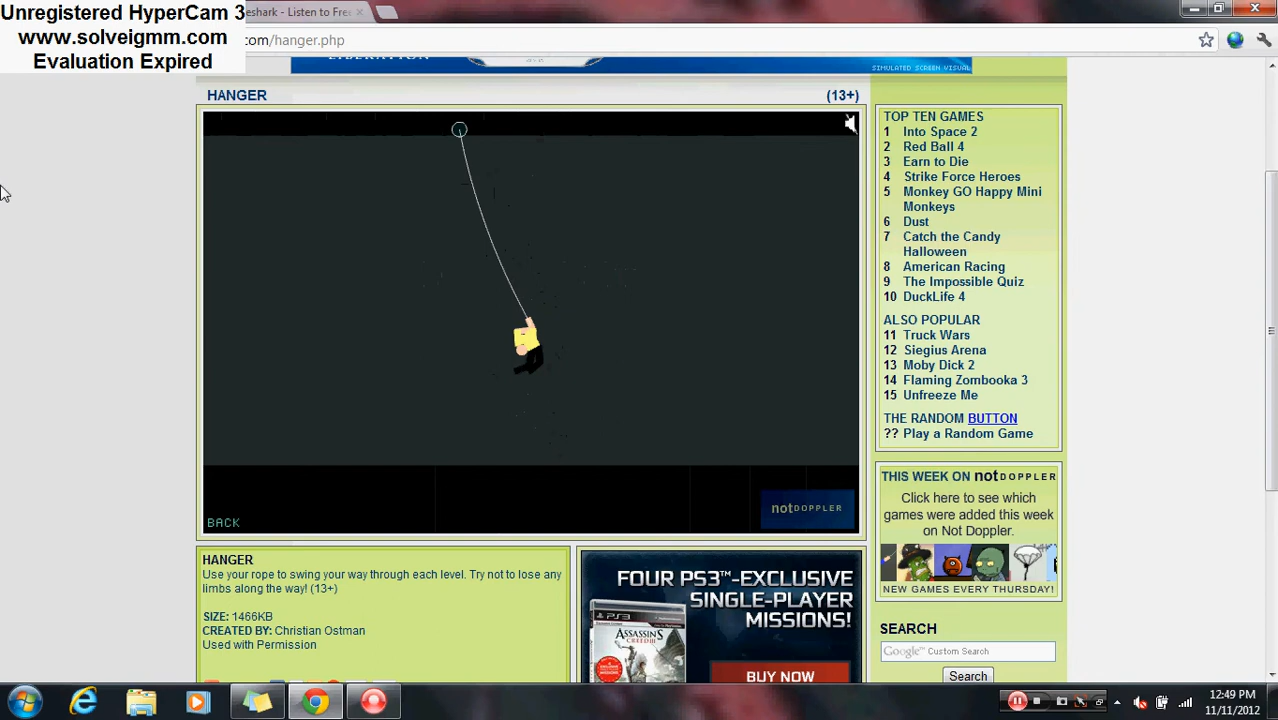 Unregistered HyperCam 3
www.solveigmm.com
Evaluation Expired
eshark - Listen to Free
com/hanger.php
SIMULATED SCREEN VISUAL
HANGER
(13+)
BACK
notDOPPLER
TOP TEN GAMES
1 Into Space 2
2 Red Ball 4
3 Earn to Die
4 Strike Force Heroes
5 Monkey GO Happy Mini
Monkeys
6 Dust
7 Catch the Candy
Halloween
8 American Racing
9 The Impossible Quiz
10 DuckLife 4
ALSO POPULAR
11 Truck Wars
12 Siegius Arena
13 Moby Dick 2
14 Flaming Zombooka 3
15 Unfreeze Me
THE RANDOM BUTTON
?? Play a Random Game
THIS WEEK ON notDOPPLER
Click here to see which
games were added this week
on Not Doppler.
NEW GAMES EVERY THURSDAY!
SEARCH
Google Custom Search
Search
HANGER
Use your rope to swing your way through each level. Try not to lose any
limbs along the way! (13+)
SIZE: 1466KB
CREATED BY: Christian Ostman
Used with Permission
FOUR PS3™-EXCLUSIVE
SINGLE-PLAYER
MISSIONS!
PS3
ASSASSIN'S
CREED III
BUY NOW
12:49 PM
11/11/2012